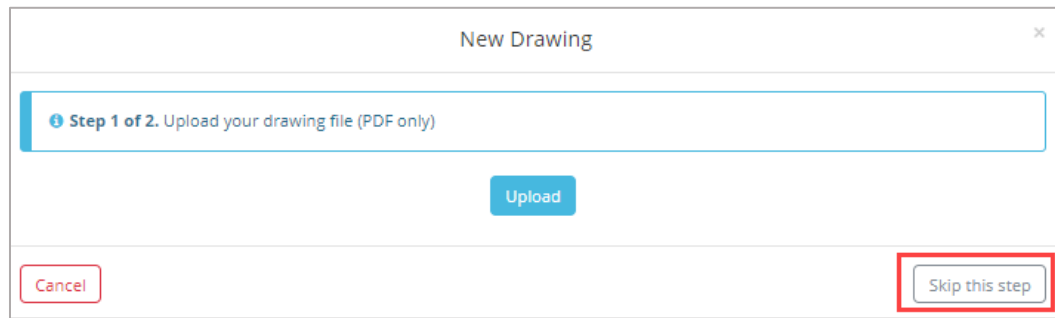 New Drawing
×
Step 1 of 2. Upload your drawing file (PDF only)
Upload
Cancel
Skip this step